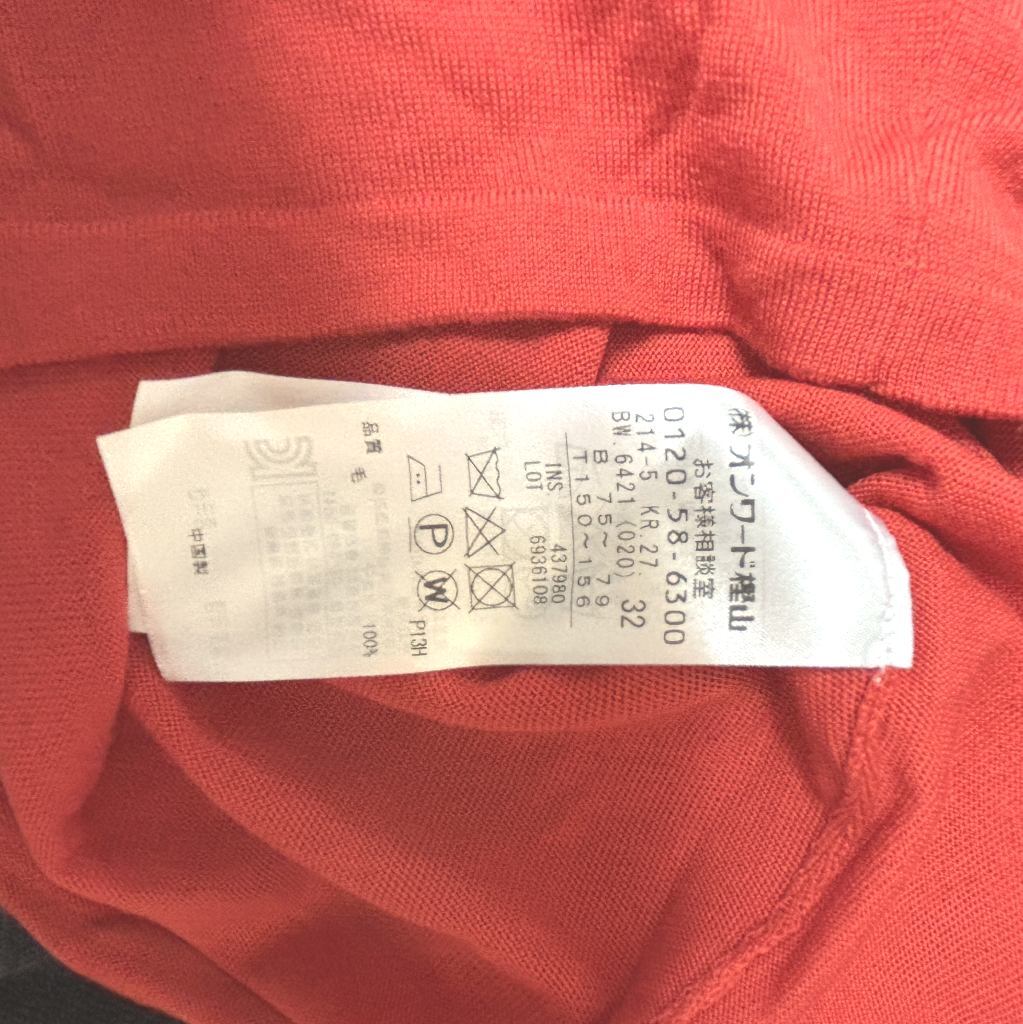 ㈱オンワード樫山
お客様相談室
0120-58-6300
214-5 KR.27. 32
BW.6421 (020)
B 75~ 79
T150~156
INS 437980
LOT 6936108
P W
P13H
品質 毛 100%
中国製